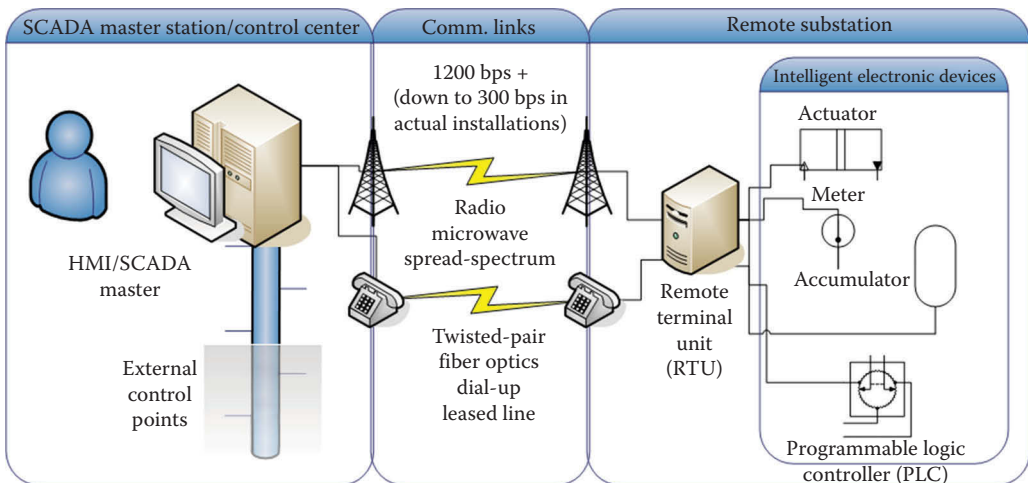 SCADA master station/control center
Comm. links
Remote substation
HMI/SCADA
master
External
control
points
1200 bps +
(down to 300 bps in
actual installations)
Radio
microwave
spread-spectrum
Twisted-pair
fiber optics
dial-up
leased line
Remote
terminal
unit
(RTU)
Intelligent electronic devices
Actuator
Meter
Accumulator
Programmable logic
controller (PLC)